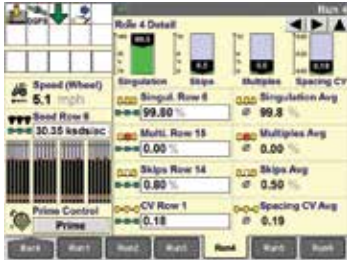 DGPS
Run 4
Row 4 Detail
Singulation
Skips
Multiples
Spacing CV
Speed (Wheel)
5.1 mph
Seed Row 8
30.35 ksds/ac
Singul. Row 6
99.80 %
Singulation Avg
99.8 %
Multi. Row 15
0.00 %
Multiples Avg
0.00 %
Skips Row 14
0.80 %
Skips Avg
0.50 %
CV Row 1
0.18
Spacing CV Avg
0.19
Prime Control
Prime
Back
Run1
Run2
Run3
Run4
Run5
Run6